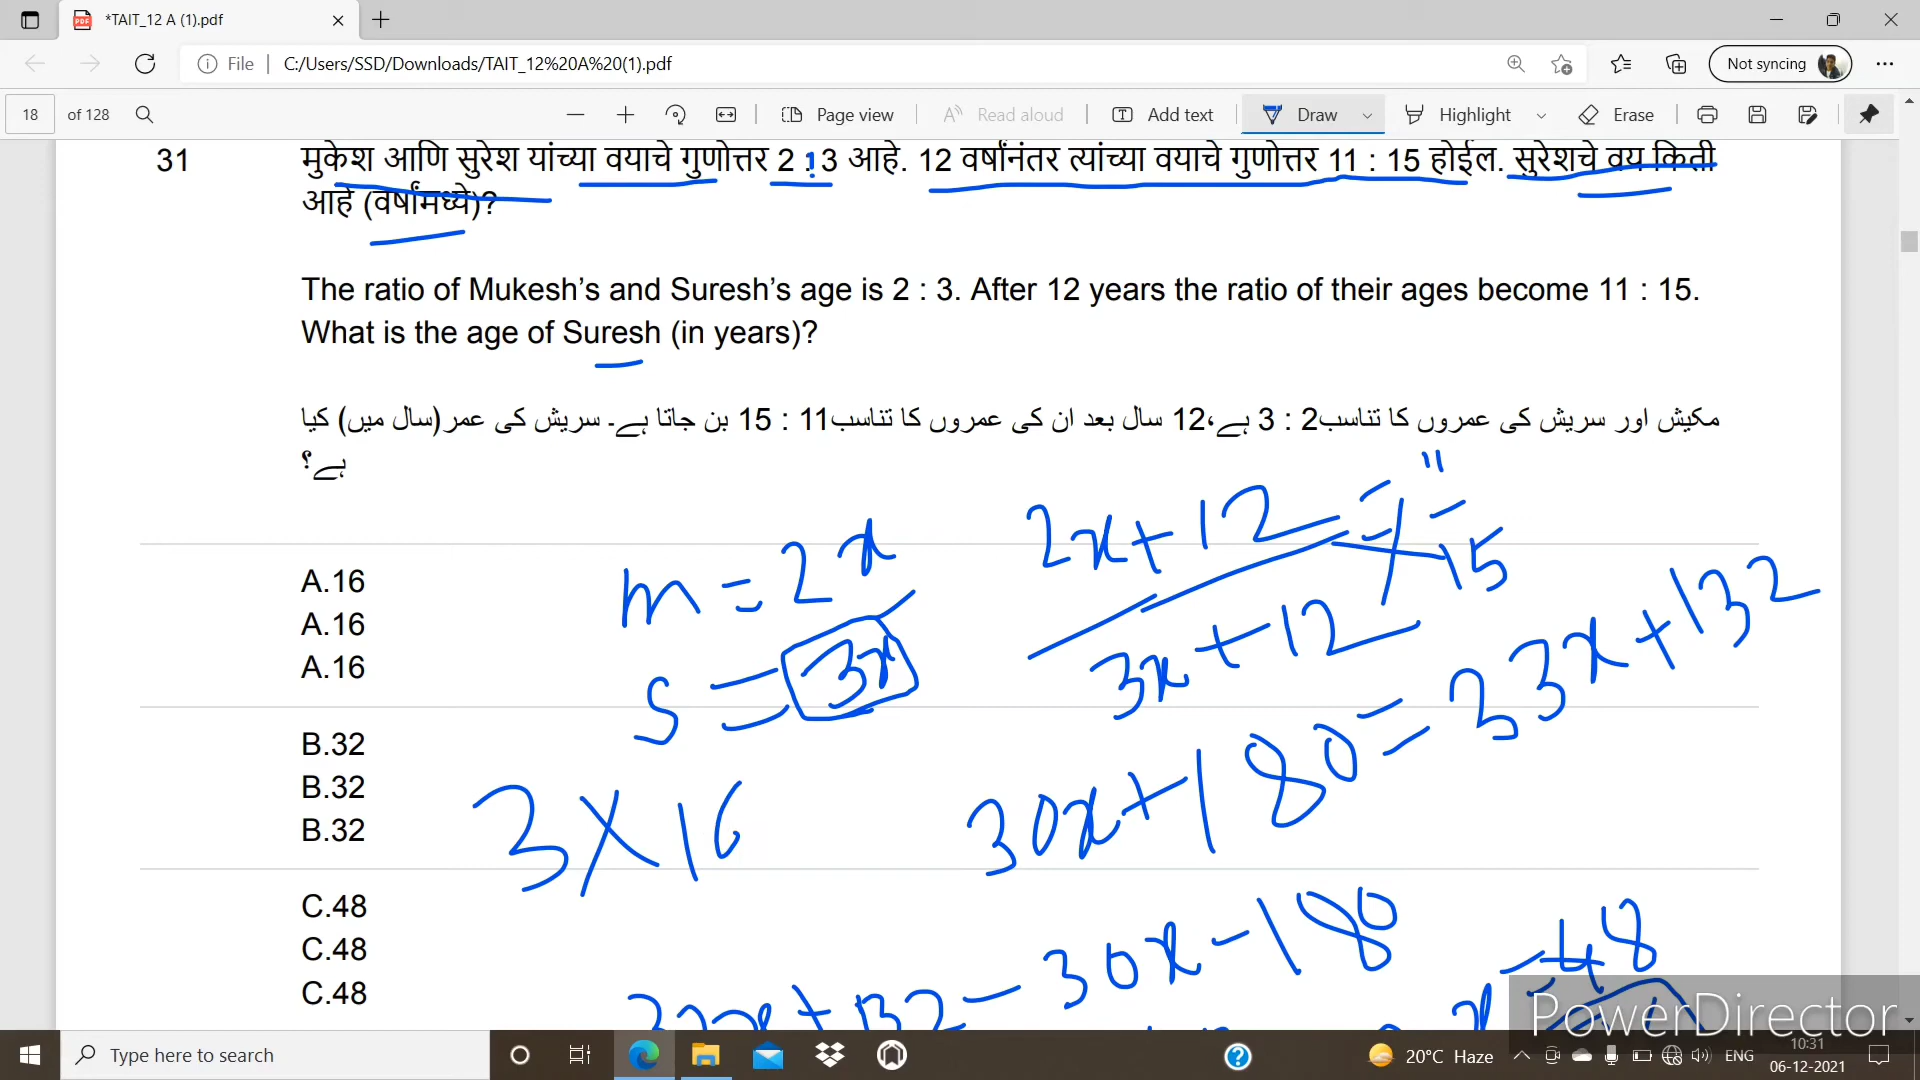 *TAIT_12 A (1).pdf
File | C:/Users/SSD/Downloads/TAIT_12%20A%20(1).pdf
Not syncing
18 of 128
Page view
Read aloud
Add text
Draw
Highlight
Erase
31 मुकेश आणि सुरेश यांच्या वयाचे गुणोत्तर 2 : 3 आहे. 12 वर्षांनंतर त्यांच्या वयाचे गुणोत्तर 11 : 15 होईल. सुरेशचे वय किती
आहे (वर्षांमध्ये)?
The ratio of Mukesh’s and Suresh’s age is 2 : 3. After 12 years the ratio of their ages become 11 : 15.
What is the age of Suresh (in years)?
مکیش اور سریش کی عمروں کا تناسب2 : 3 ہے،12 سال بعد ان کی عمروں کا تناسب11 : 15 بن جاتا ہے۔ سریش کی عمر(سال میں) کیا
ہے؟
11
2x+12 =
15
3x+12
m = 2x
s = 3x
30x+180=33x+132
3×16
A.16
A.16
A.16
B.32
B.32
B.32
C.48
C.48
C.48
33x+132-30x-180
48
PowerDirector
Type here to search
20°C Haze
ENG
10:31
06-12-2021